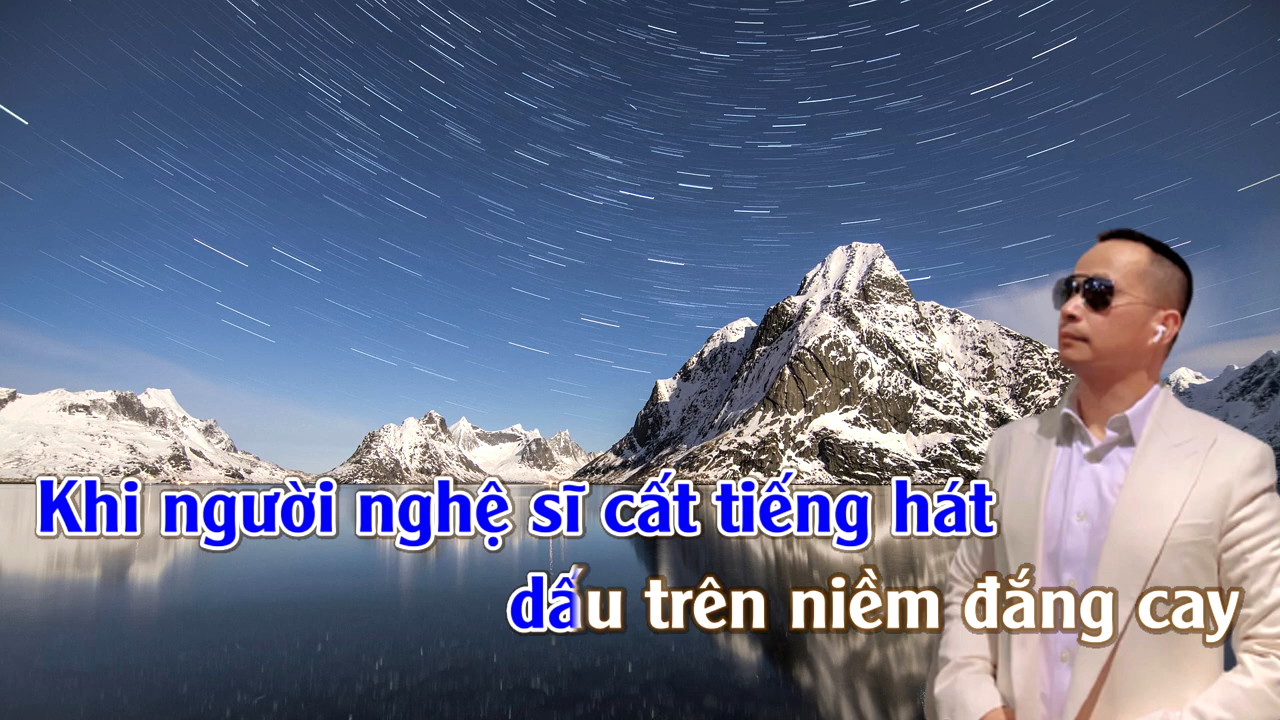 Khi người nghệ sĩ cất tiếng hát
dấu trên niềm đắng cay